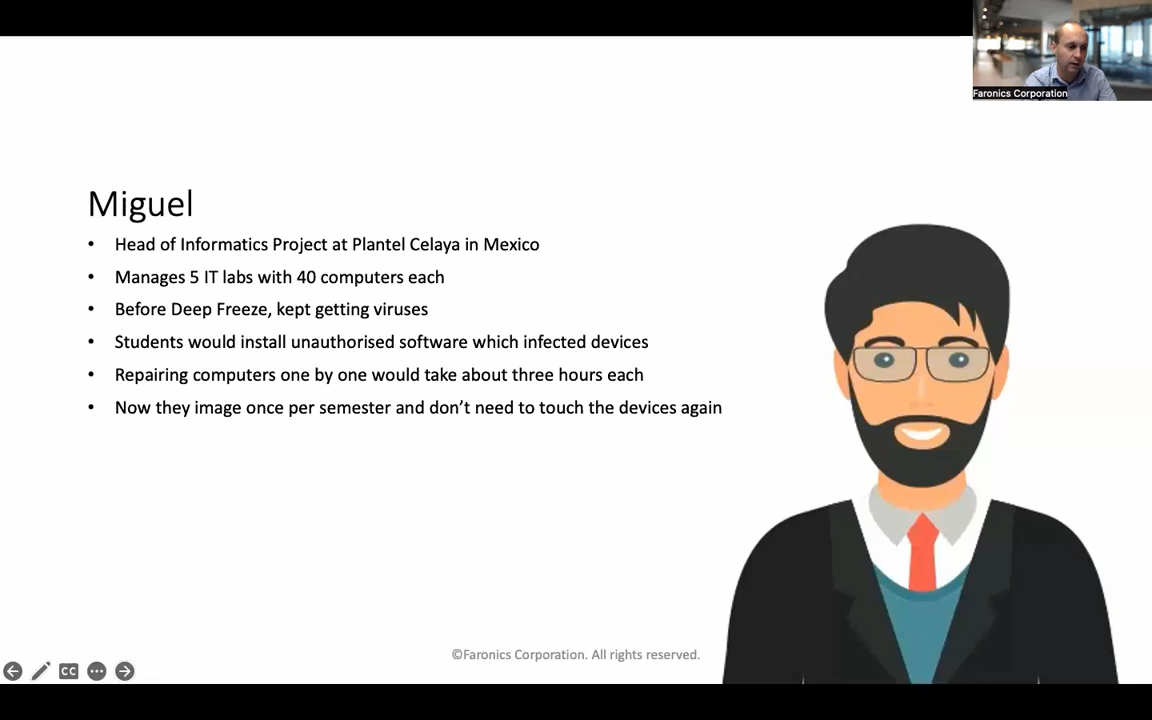 Faronics Corporation
Miguel
• Head of Informatics Project at Plantel Celaya in Mexico
• Manages 5 IT labs with 40 computers each
• Before Deep Freeze, kept getting viruses
• Students would install unauthorised software which infected devices
• Repairing computers one by one would take about three hours each
• Now they image once per semester and don’t need to touch the devices again
©Faronics Corporation. All rights reserved.
CC